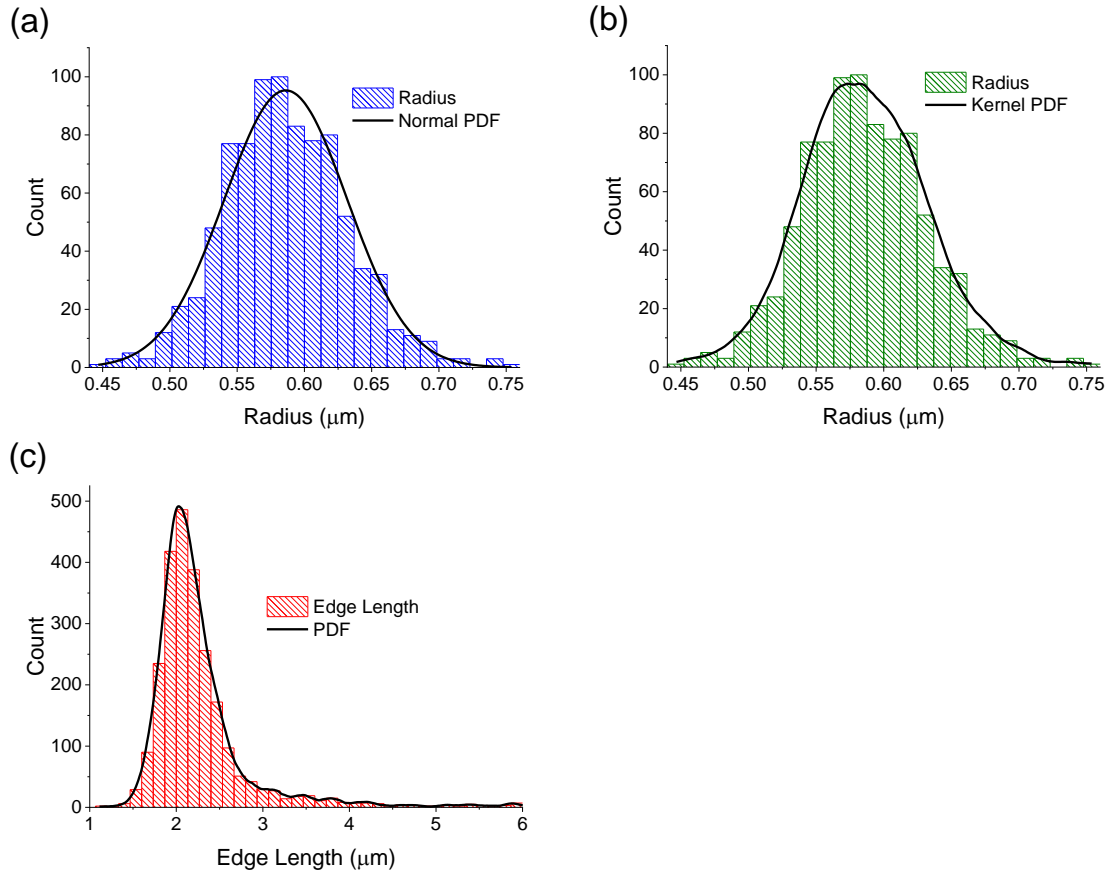 (a)
100
80
60
40
20
0
Count
Radius
Normal PDF
0.45 0.50 0.55 0.60 0.65 0.70 0.75
Radius (μm)
(b)
100
80
60
40
20
0
Count
Radius
Kernel PDF
0.45 0.50 0.55 0.60 0.65 0.70 0.75
Radius (μm)
(c)
500
400
300
200
100
0
Count
Edge Length
PDF
1 2 3 4 5 6
Edge Length (μm)